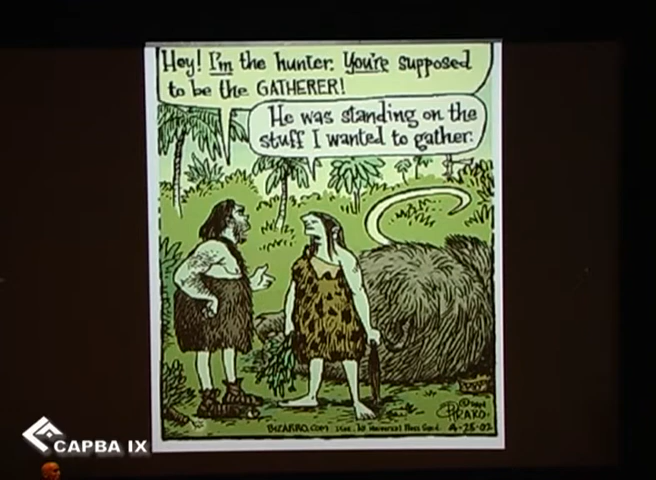 Hey! I'm the hunter. You're supposed
to be the GATHERER!
He was standing on the
stuff I wanted to gather.
BIZARRO.COM
4-25-02
CAPBA IX